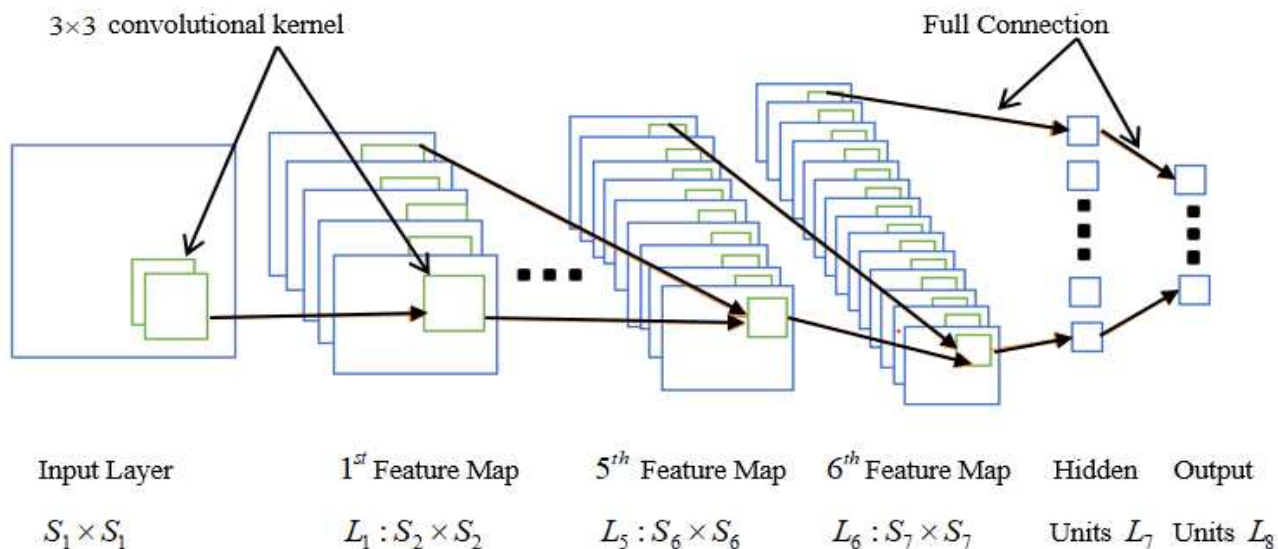 3×3 convolutional kernel
Full Connection
Input Layer
1st Feature Map
5th Feature Map
6th Feature Map
Hidden
Output
S1 × S1
L1 : S2 × S2
L5 : S6 × S6
L6 : S7 × S7
Units L7
Units L8